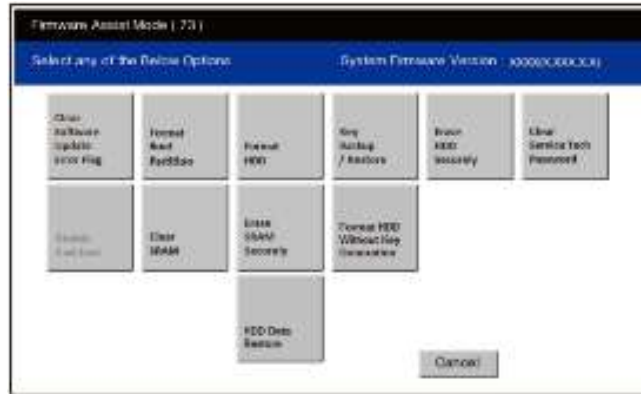 Firmware Assist Mode ( 73 )
Select any of the Below Options
System Firmware Version
Clear
Software
Update
Error Flag
Format
Root
Partition
Format
HDD
Key
Backup
/ Restore
Erase
HDD
Securely
Clear
Service Tech
Password
Clear
SRAM
Erase
SRAM
Securely
Format HDD
Without Key
Generation
HDD Data
Restore
Cancel